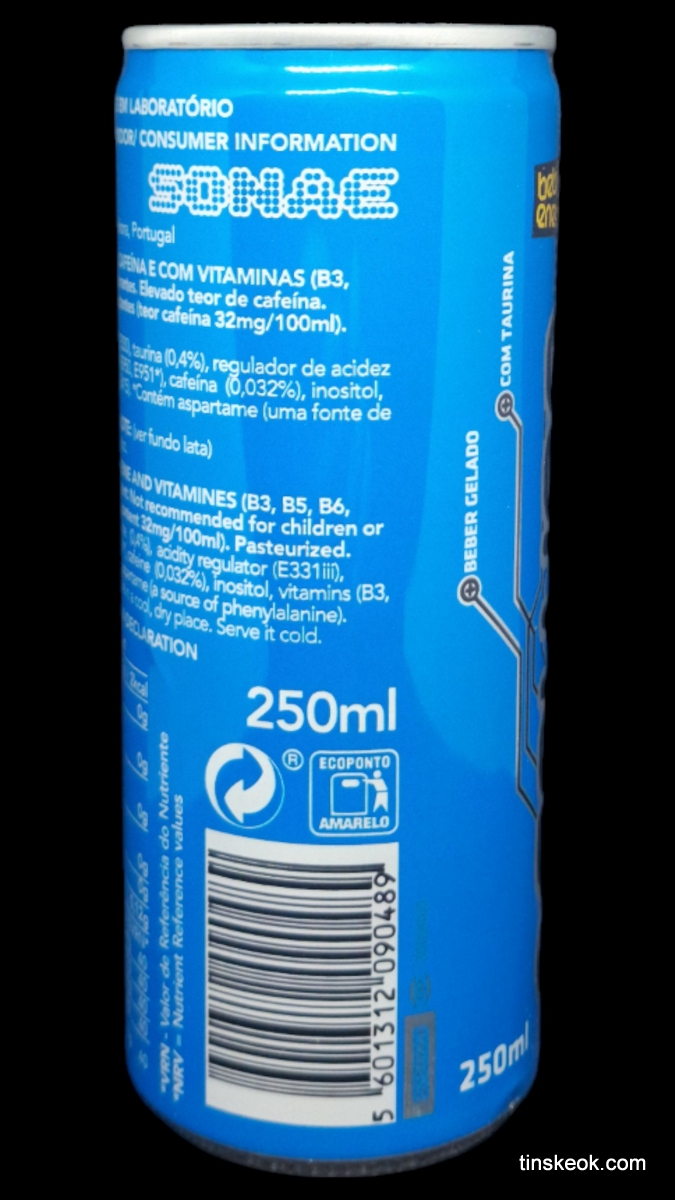 EM LABORATÓRIO
DOR/ CONSUMER INFORMATION
SONAE
Portugal
CAFEÍNA E COM VITAMINAS (B3,
Elevado teor de cafeína.
(teor cafeína 32mg/100ml).
taurina (0,4%), regulador de acidez
E951*), cafeína (0,032%), inositol,
*Contém aspartame (uma fonte de
(ver fundo lata)
AND VITAMINES (B3, B5, B6,
Not recommended for children or
32mg/100ml). Pasteurized.
acidity regulator (E331iii),
(0,032%), inositol, vitamins (B3,
(a source of phenylalanine).
cool, dry place. Serve it cold.
DECLARATION
250ml
®
ECOPONTO
AMARELO
*VRN - Valor de Referência do Nutriente
*NRV = Nutrient Reference values
5 601312 090489
COM TAURINA
BEBER GELADO
250ml
tinskeok.com